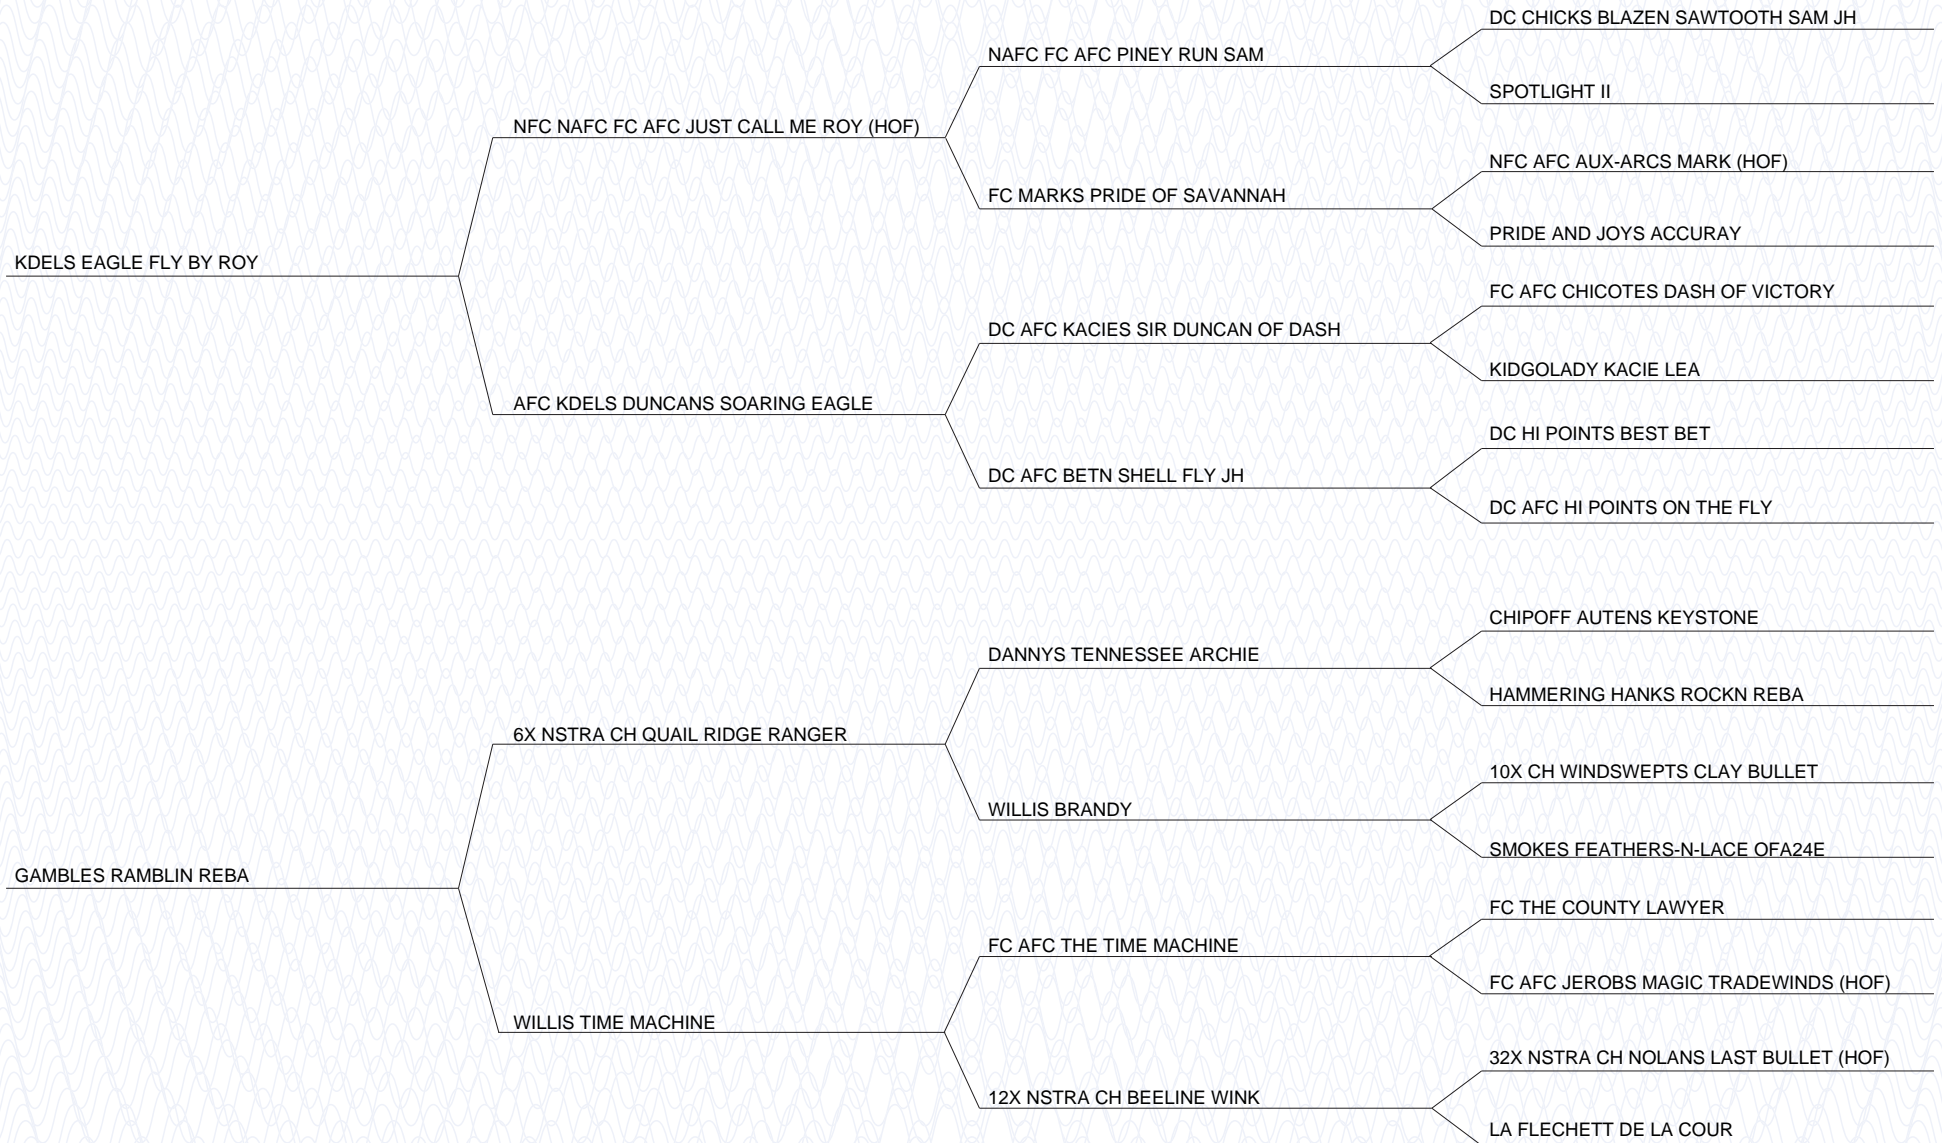 DC CHICKS BLAZEN SAWTOOTH SAM JH
NAFC FC AFC PINEY RUN SAM
SPOTLIGHT II
NFC NAFC FC AFC JUST CALL ME ROY (HOF)
NFC AFC AUX-ARCS MARK (HOF)
FC MARKS PRIDE OF SAVANNAH
PRIDE AND JOYS ACCURAY
KDELS EAGLE FLY BY ROY
FC AFC CHICOTES DASH OF VICTORY
DC AFC KACIES SIR DUNCAN OF DASH
KIDGOLADY KACIE LEA
AFC KDELS DUNCANS SOARING EAGLE
DC HI POINTS BEST BET
DC AFC BETN SHELL FLY JH
DC AFC HI POINTS ON THE FLY
CHIPOFF AUTENS KEYSTONE
DANNYS TENNESSEE ARCHIE
HAMMERING HANKS ROCKN REBA
6X NSTRA CH QUAIL RIDGE RANGER
10X CH WINDSWEPTS CLAY BULLET
WILLIS BRANDY
SMOKES FEATHERS-N-LACE OFA24E
GAMBLES RAMBLIN REBA
FC THE COUNTY LAWYER
FC AFC THE TIME MACHINE
FC AFC JEROBS MAGIC TRADEWINDS (HOF)
WILLIS TIME MACHINE
32X NSTRA CH NOLANS LAST BULLET (HOF)
12X NSTRA CH BEELINE WINK
LA FLECHETT DE LA COUR